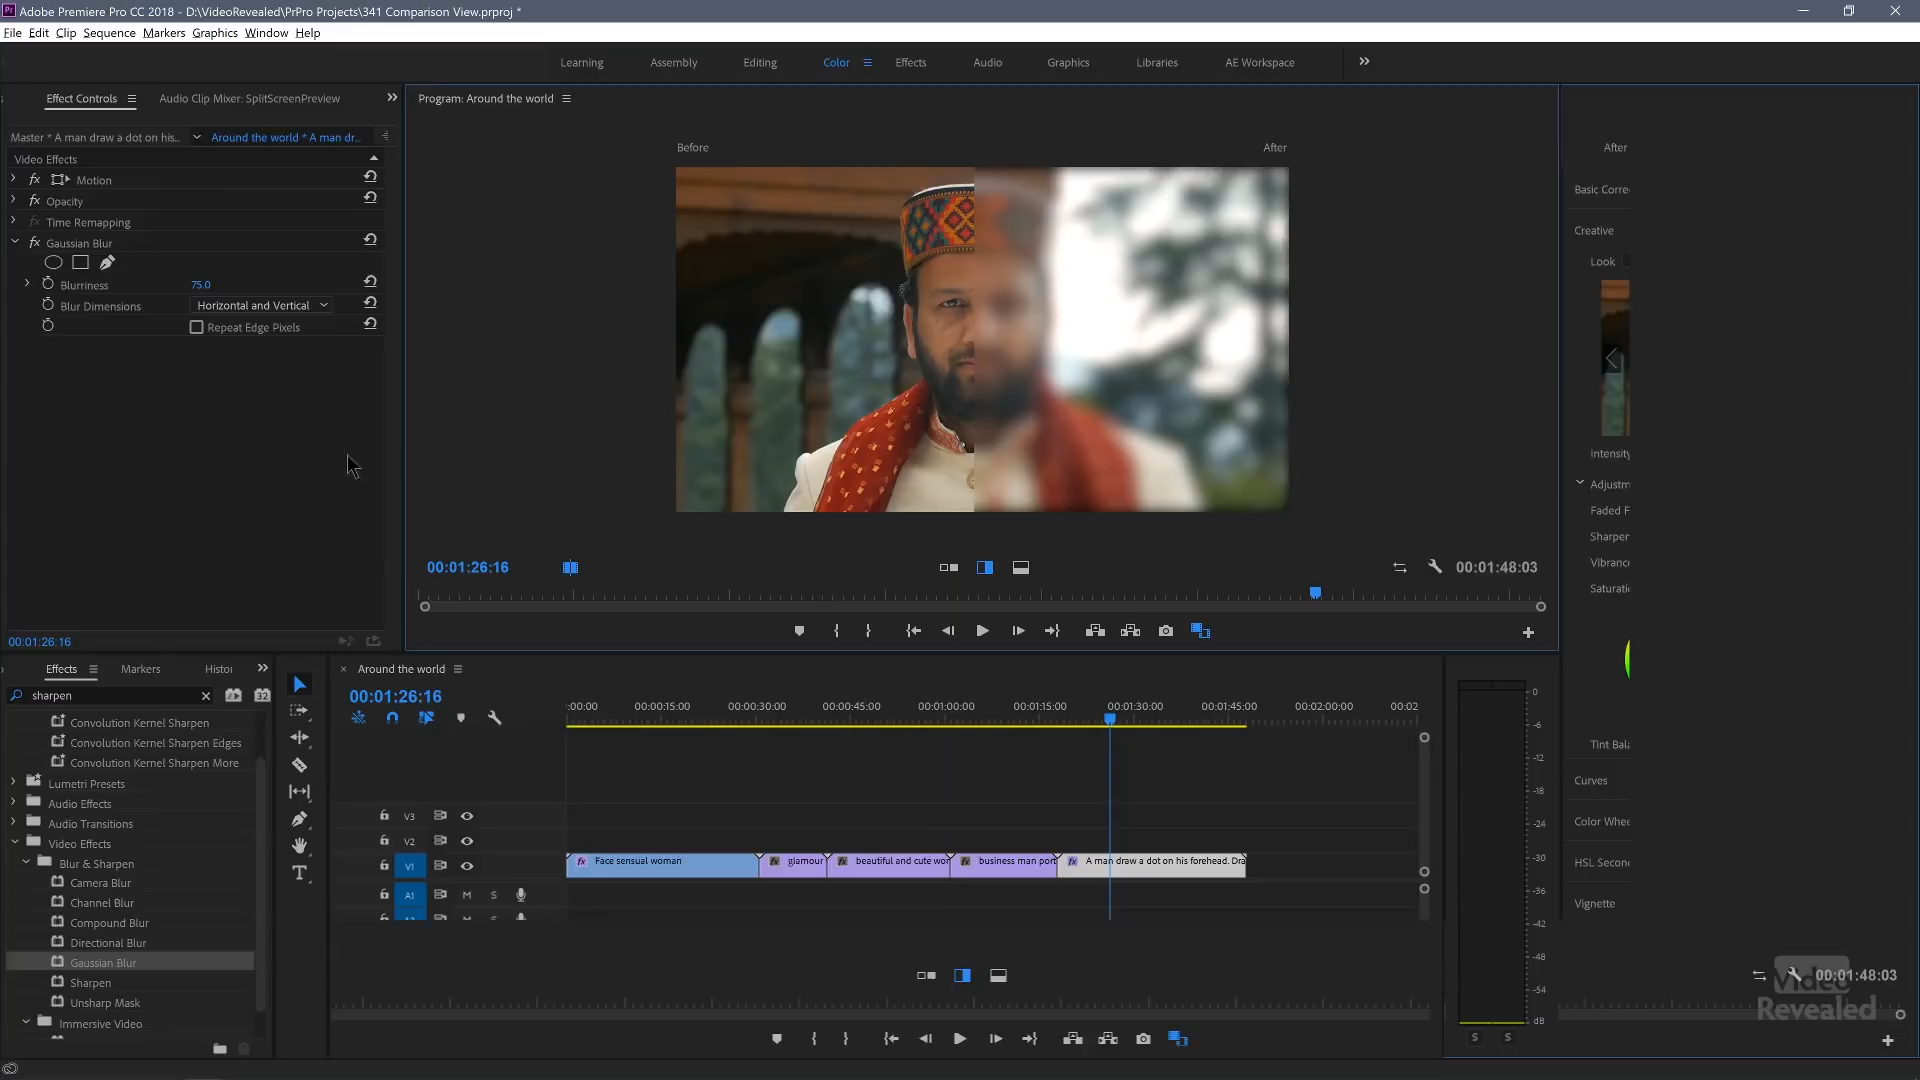 Adobe Premiere Pro CC 2018 - D:\VideoRevealed\PrPro Projects\341 Comparison View.prproj *
File Edit Clip Sequence Markers Graphics Window Help
Learning Assembly Editing Color Effects Audio Graphics Libraries AE Workspace
Effect Controls Audio Clip Mixer: SplitScreenPreview
Program: Around the world
Master * A man draw a dot on his... Around the world * A man dr...
Video Effects
fx Motion
fx Opacity
fx Time Remapping
fx Gaussian Blur
Blurriness 75.0
Blur Dimensions Horizontal and Vertical
Repeat Edge Pixels
00:01:26:16
Before After
00:01:26:16 00:01:48:03
After
Basic Corre
Creative
Look
Intensity
Adjustm
Faded F
Sharpen
Vibranc
Saturati
Tint Bala
Curves
Color Whee
HSL Secon
Vignette
Effects Markers Histor
sharpen 32
Convolution Kernel Sharpen
Convolution Kernel Sharpen Edges
Convolution Kernel Sharpen More
Lumetri Presets
Audio Effects
Audio Transitions
Video Effects
Blur & Sharpen
Camera Blur
Channel Blur
Compound Blur
Directional Blur
Gaussian Blur
Sharpen
Unsharp Mask
Immersive Video
T
Around the world
00:01:26:16
:00:00 00:00:15:00 00:00:30:00 00:00:45:00 00:01:00:00 00:01:15:00 00:01:30:00 00:01:45:00 00:02:00:00 00:02
V3
V2
V1 fx Face sensual woman fx glamour fx beautiful and cute wor fx business man port fx A man draw a dot on his forehead. Dra
A1 M S
0
-6
-12
-18
-24
-30
-36
-42
-48
-54
dB
S S
00:01:48:03
Video
Revealed